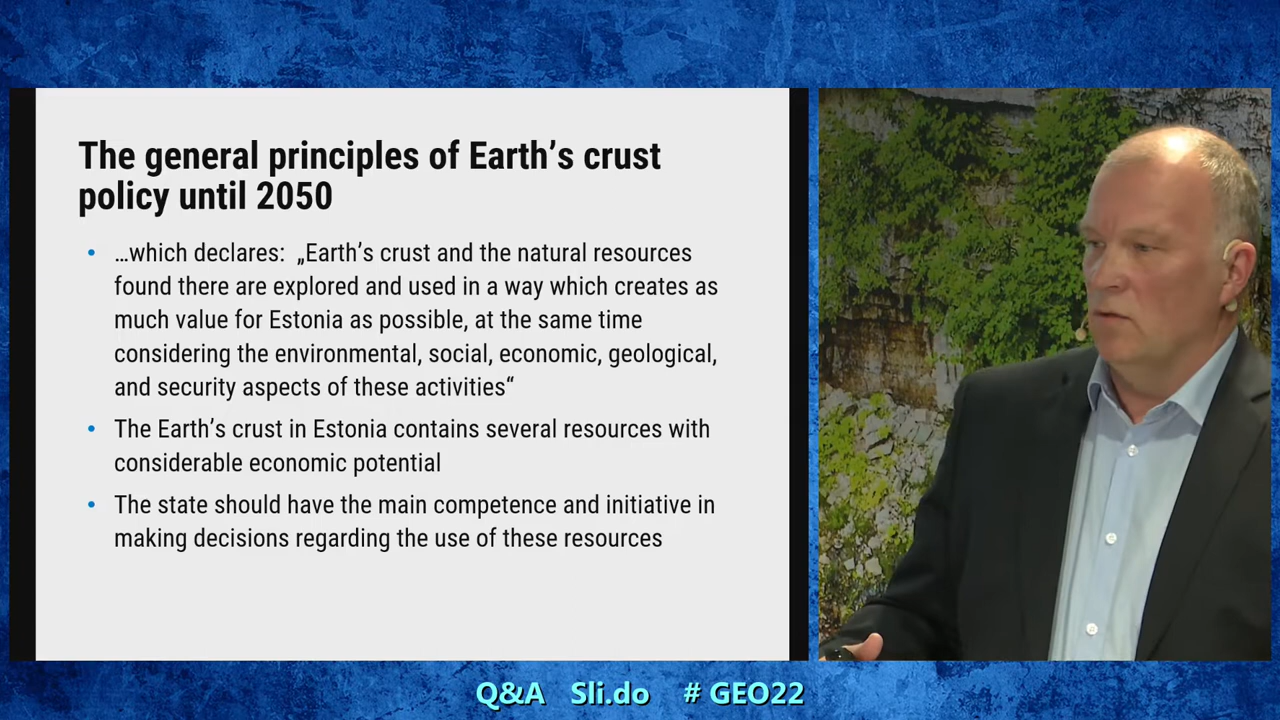 The general principles of Earth’s crust
policy until 2050
• …which declares: „Earth’s crust and the natural resources
found there are explored and used in a way which creates as
much value for Estonia as possible, at the same time
considering the environmental, social, economic, geological,
and security aspects of these activities“
• The Earth’s crust in Estonia contains several resources with
considerable economic potential
• The state should have the main competence and initiative in
making decisions regarding the use of these resources
Q&A Sli.do # GEO22